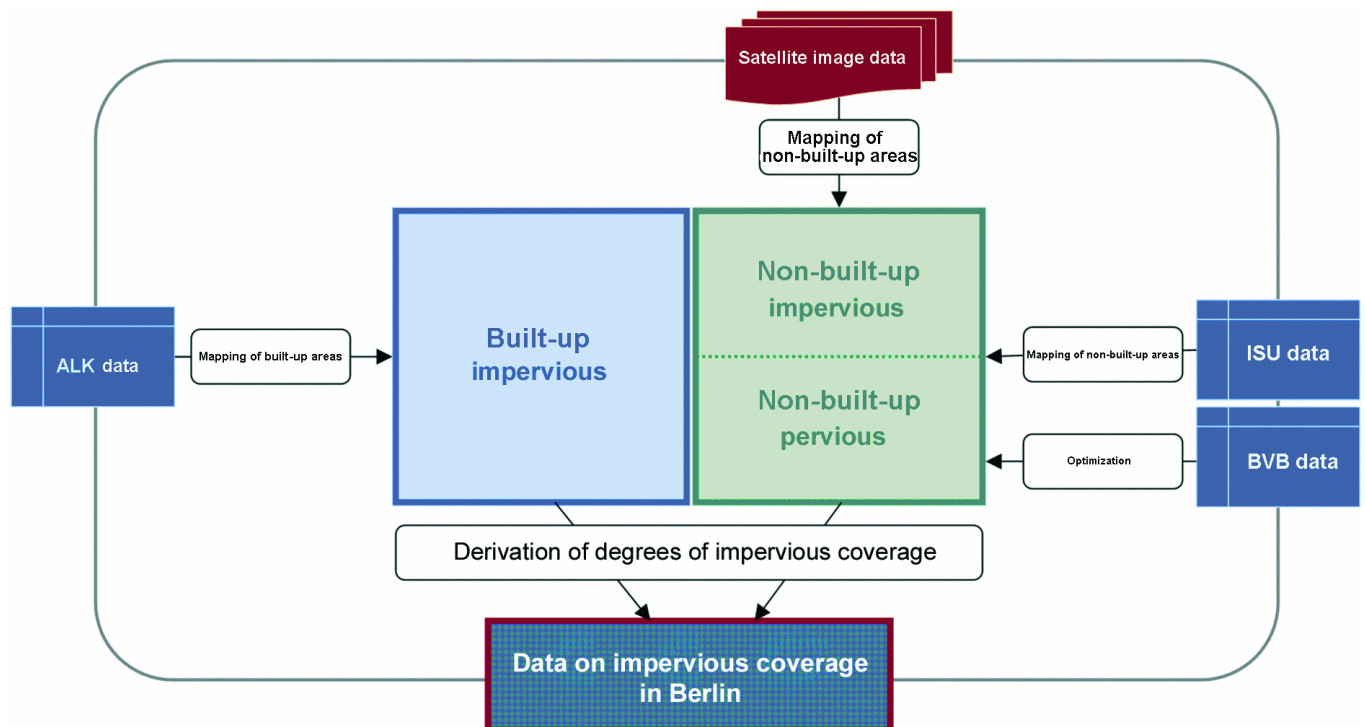 Satellite image data
Mapping of
non-built-up areas
Non-built-up
impervious
Built-up
impervious
ALK data
Mapping of built-up areas
Mapping of non-built-up areas
ISU data
Non-built-up
pervious
Optimization
BVB data
Derivation of degrees of impervious coverage
Data on impervious coverage
in Berlin